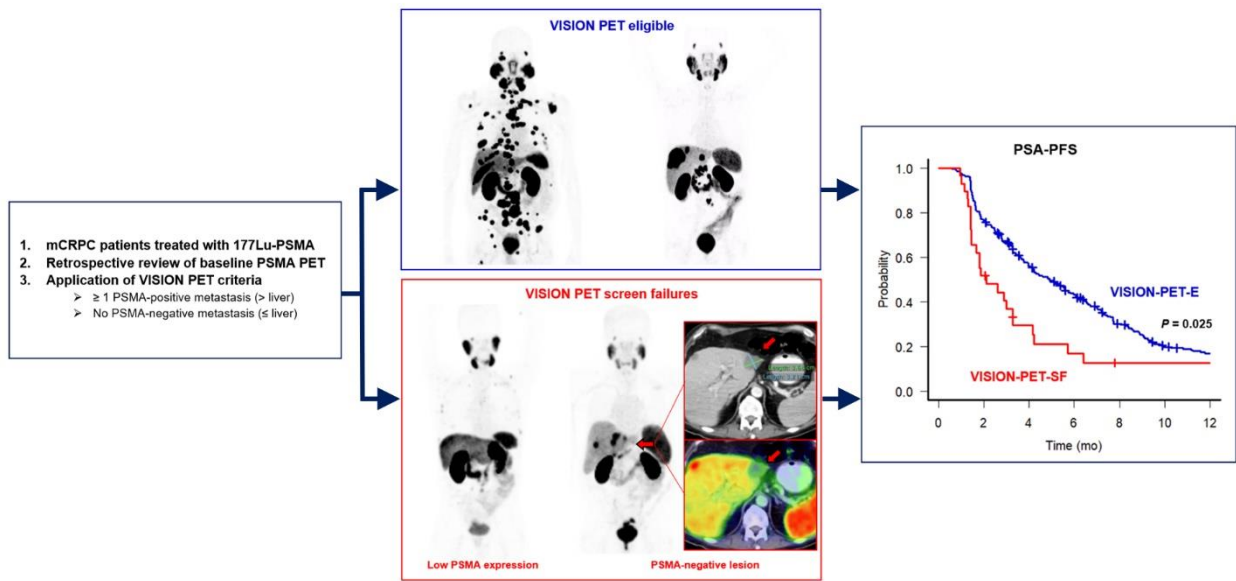 VISION PET eligible
1. mCRPC patients treated with 177Lu-PSMA
2. Retrospective review of baseline PSMA PET
3. Application of VISION PET criteria
➢ ≥ 1 PSMA-positive metastasis (> liver)
➢ No PSMA-negative metastasis (≤ liver)
VISION PET screen failures
Low PSMA expression
PSMA-negative lesion
PSA-PFS
Probability
1.0
0.8
0.6
0.4
0.2
0.0
VISION-PET-E
P = 0.025
VISION-PET-SF
0 2 4 6 8 10 12
Time (mo)